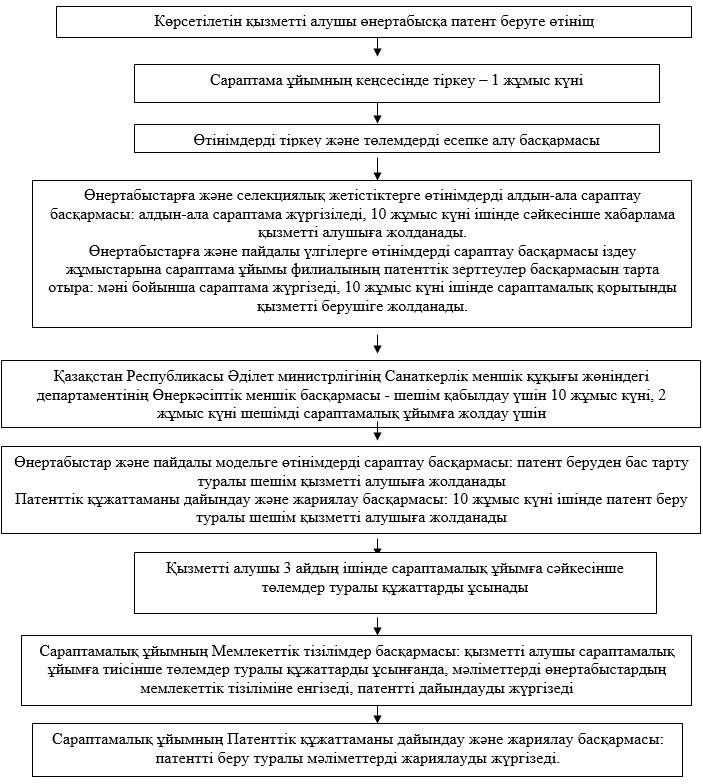 Көрсетілетін қызметті алушы өнертабысқа патент беруге өтініщ
Сараптама ұйымның кеңсесінде тіркеу – 1 жұмыс күні
Өтінімдерді тіркеу және төлемдерді есепке алу басқармасы
Өнертабыстарға және селекциялық жетістіктерге өтінімдерді алдын-ала сараптау
басқармасы: алдын-ала сараптама жүргізіледі, 10 жұмыс күні ішінде сәйкесінше хабарлама
қызметті алушыға жолданады.
Өнертабыстарға және пайдалы үлгілерге өтінімдерді сараптау басқармасы іздеу
жұмыстарына сараптама ұйымы филиалының патенттік зерттеулер басқармасын тарта
отыра: мәні бойынша сараптама жүргізеді, 10 жұмыс күні ішінде сараптамалық қорытынды
қызметті берушіге жолданады.
Қазақстан Республикасы Әділет министрлігінің Санаткерлік меншік құқығы жөніндегі
департаментінің Өнеркәсіптік меншік басқармасы - шешім қабылдау үшін 10 жұмыс күні, 2
жұмыс күні шешімді сараптамалық ұйымға жолдау үшін
Өнертабыстар және пайдалы модельге өтінімдерді сараптау басқармасы: патент беруден бас тарту
туралы шешім қызметті алушыға жолданады
Патенттік құжаттаманы дайындау және жариялау басқармасы: 10 жұмыс күні ішінде патент беру
туралы шешім қызметті алушыға жолданады
Қызметті алушы 3 айдың ішінде сараптамалық ұйымға сәйкесінше
төлемдер туралы құжаттарды ұсынады
Сараптамалық ұйымның Мемлекеттік тізілімдер басқармасы: қызметті алушы сараптамалық
ұйымға тиісінше төлемдер туралы құжаттарды ұсынғанда, мәліметтерді өнертабыстардың
мемлекеттік тізіліміне енгізеді, патентті дайындауды жүргізеді
Сараптамалық ұйымның Патенттік құжаттаманы дайындау және жариялау басқармасы:
патентті беру туралы мәліметтерді жариялауды жүргізеді.